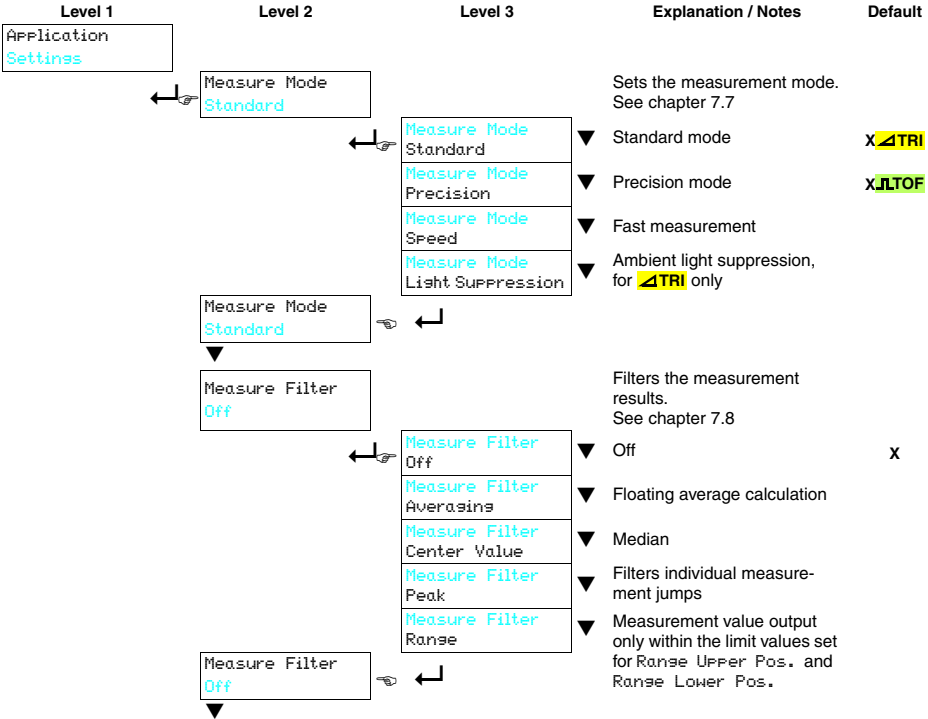 Level 1 Level 2 Level 3 Explanation / Notes Default
Application
Settings
Measure Mode
Standard
Sets the measurement mode.
See chapter 7.7
Measure Mode
Standard
Standard mode
X TRI
Measure Mode
Precision
Precision mode
X TOF
Measure Mode
Speed
Fast measurement
Measure Mode
Light Suppression
Ambient light suppression,
for TRI only
Measure Mode
Standard
Measure Filter
Off
Filters the measurement
results.
See chapter 7.8
Measure Filter
Off
Off
X
Measure Filter
Averaging
Floating average calculation
Measure Filter
Center Value
Median
Measure Filter
Peak
Filters individual measure-
ment jumps
Measure Filter
Range
Measurement value output
only within the limit values set
for Range Upper Pos. and
Range Lower Pos.
Measure Filter
Off